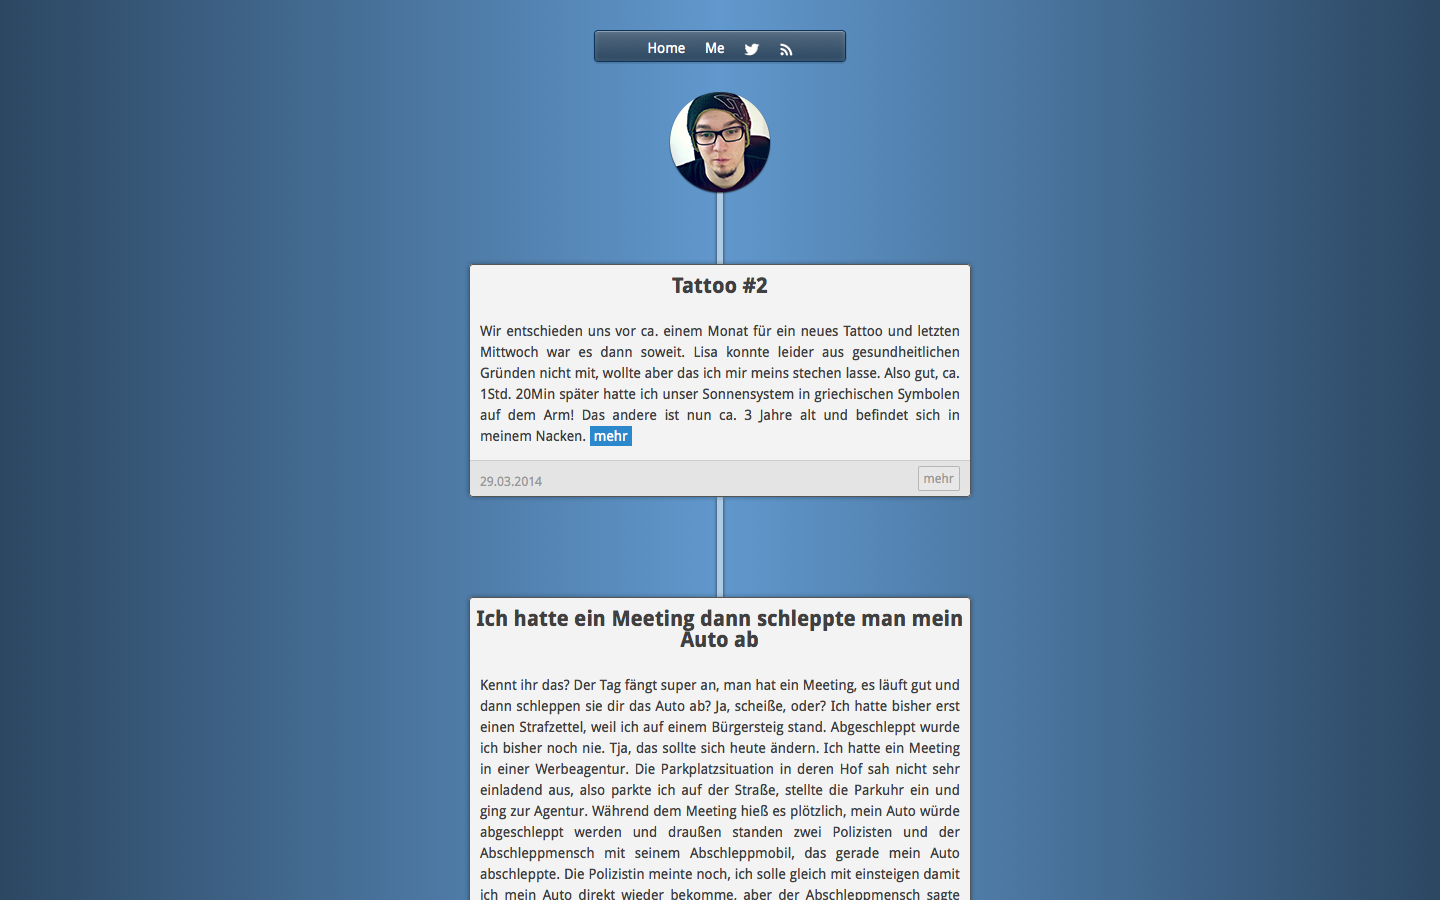 Home Me
Tattoo #2
Wir entschieden uns vor ca. einem Monat für ein neues Tattoo und letzten
Mittwoch war es dann soweit. Lisa konnte leider aus gesundheitlichen
Gründen nicht mit, wollte aber das ich mir meins stechen lasse. Also gut, ca.
1Std. 20Min später hatte ich unser Sonnensystem in griechischen Symbolen
auf dem Arm! Das andere ist nun ca. 3 Jahre alt und befindet sich in
meinem Nacken. mehr
29.03.2014 mehr
Ich hatte ein Meeting dann schleppte man mein
Auto ab
Kennt ihr das? Der Tag fängt super an, man hat ein Meeting, es läuft gut und
dann schleppen sie dir das Auto ab? Ja, scheiße, oder? Ich hatte bisher erst
einen Strafzettel, weil ich auf einem Bürgersteig stand. Abgeschleppt wurde
ich bisher noch nie. Tja, das sollte sich heute ändern. Ich hatte ein Meeting
in einer Werbeagentur. Die Parkplatzsituation in deren Hof sah nicht sehr
einladend aus, also parkte ich auf der Straße, stellte die Parkuhr ein und
ging zur Agentur. Während dem Meeting hieß es plötzlich, mein Auto würde
abgeschleppt werden und draußen standen zwei Polizisten und der
Abschleppmensch mit seinem Abschleppmobil, das gerade mein Auto
abschleppte. Die Polizistin meinte noch, ich solle gleich mit einsteigen damit
ich mein Auto direkt wieder bekomme, aber der Abschleppmensch sagte